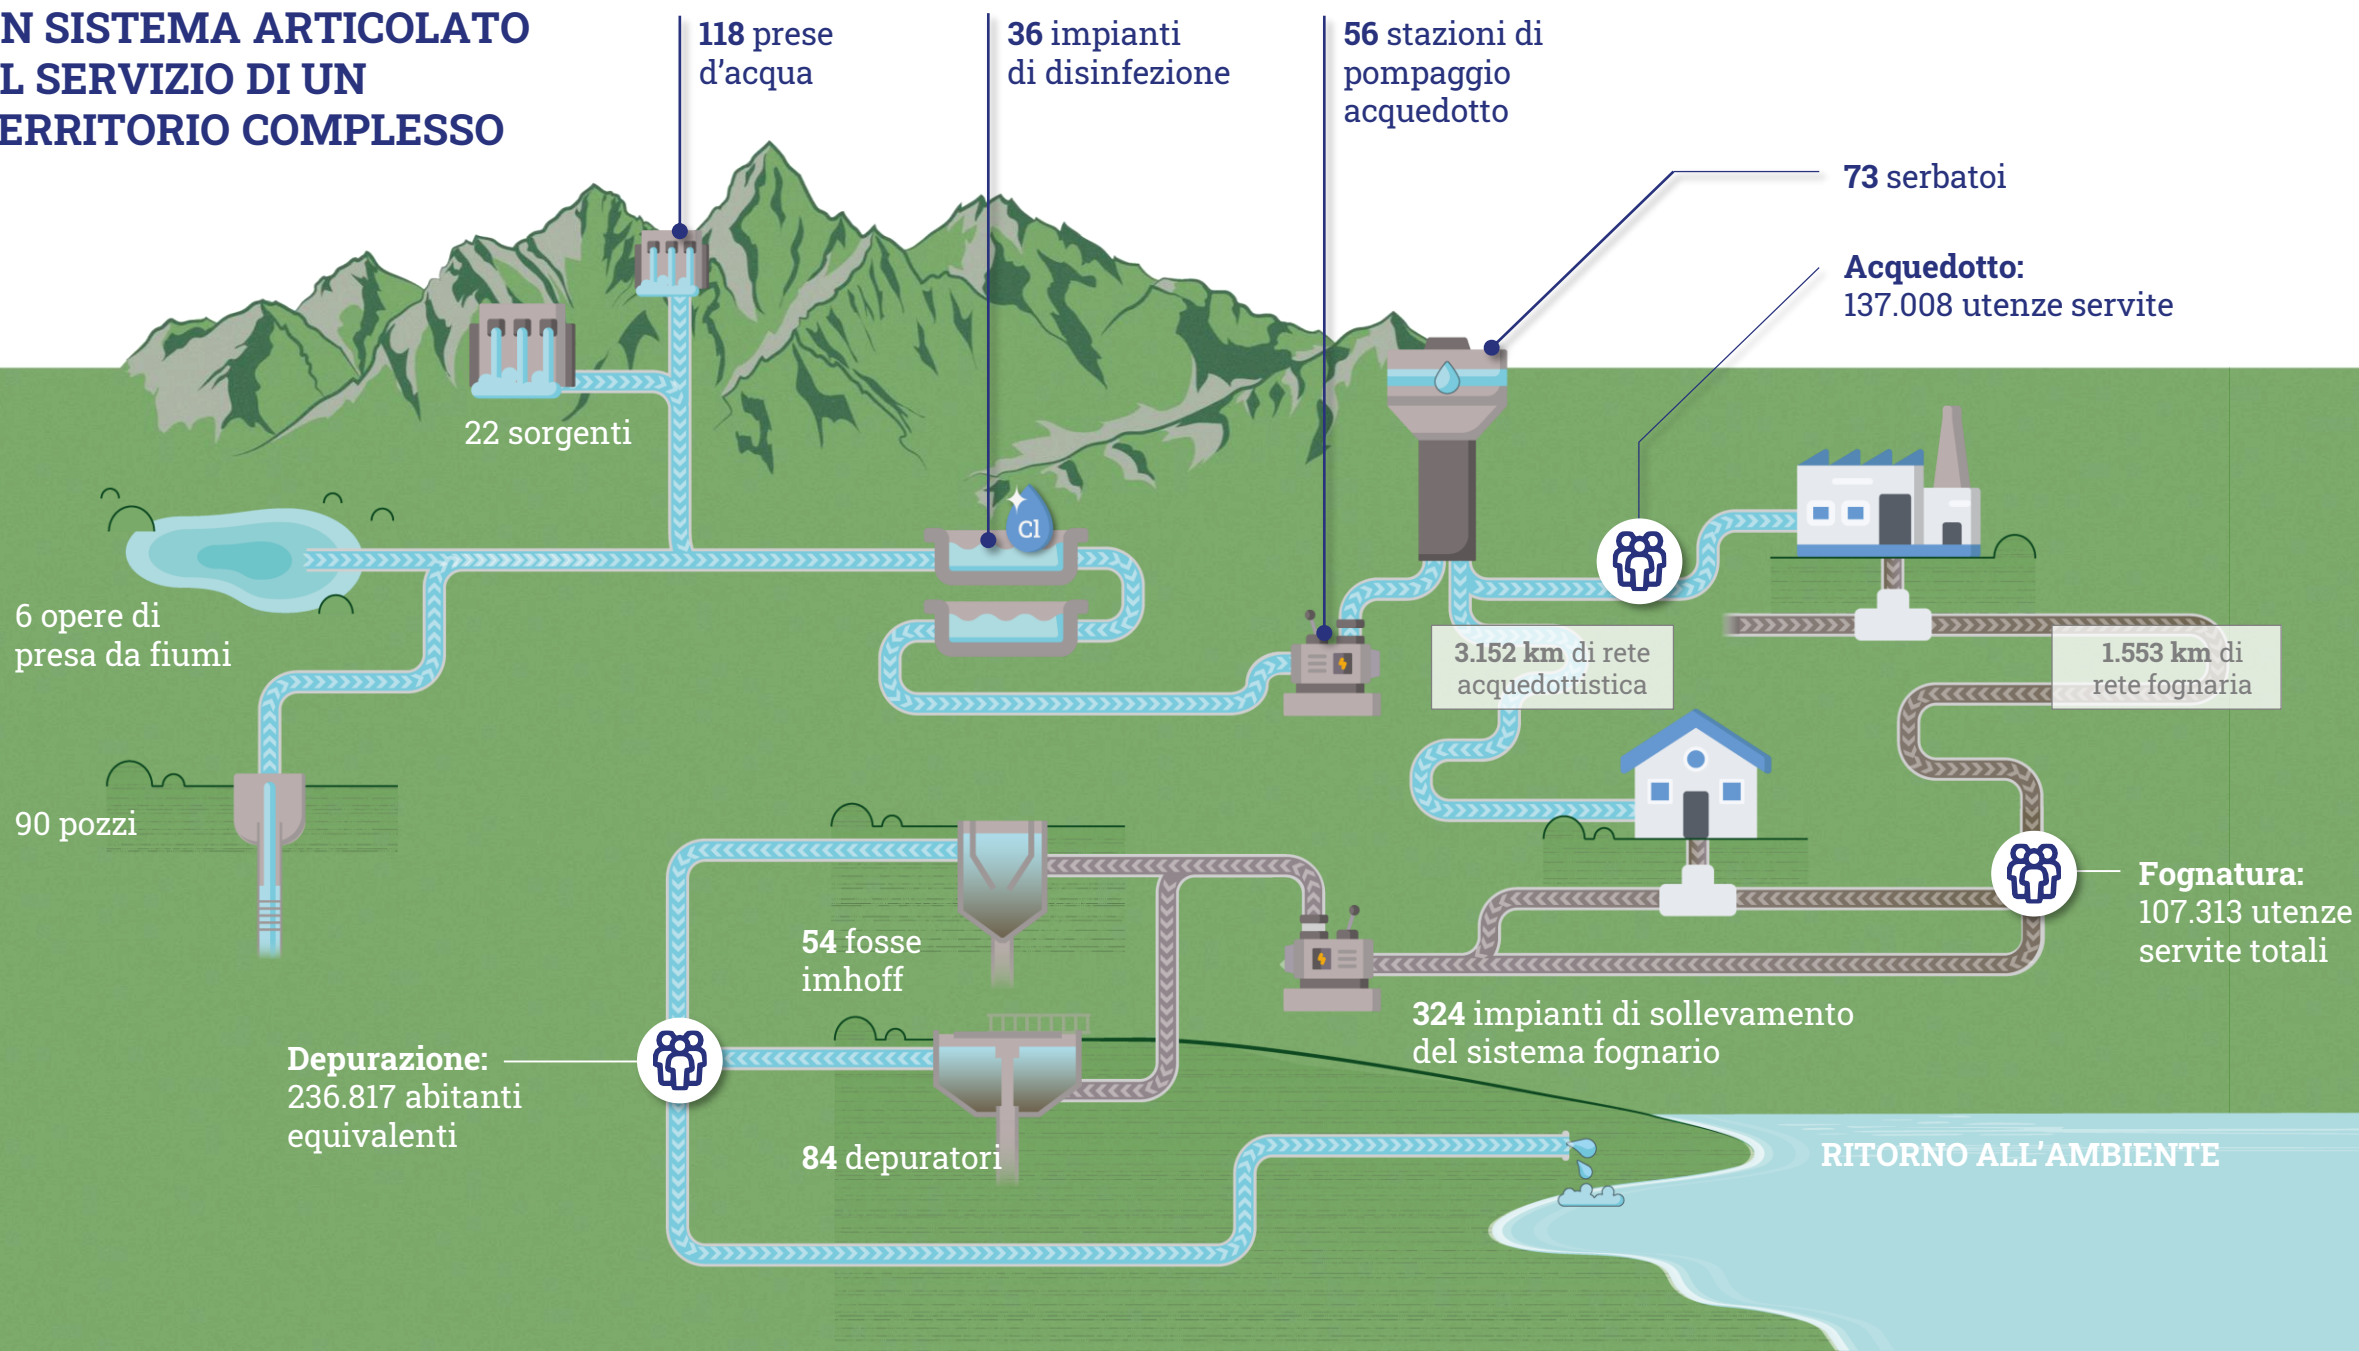 N SISTEMA ARTICOLATO
L SERVIZIO DI UN
ERRITORIO COMPLESSO
118 prese
d’acqua
36 impianti
di disinfezione
56 stazioni di
pompaggio
acquedotto
73 serbatoi
Acquedotto:
137.008 utenze servite
22 sorgenti
Cl
6 opere di
presa da fiumi
3.152 km di rete
acquedottistica
1.553 km di
rete fognaria
90 pozzi
Fognatura:
107.313 utenze
servite totali
54 fosse
imhoff
324 impianti di sollevamento
del sistema fognario
Depurazione:
236.817 abitanti
equivalenti
84 depuratori
RITORNO ALL’AMBIENTE